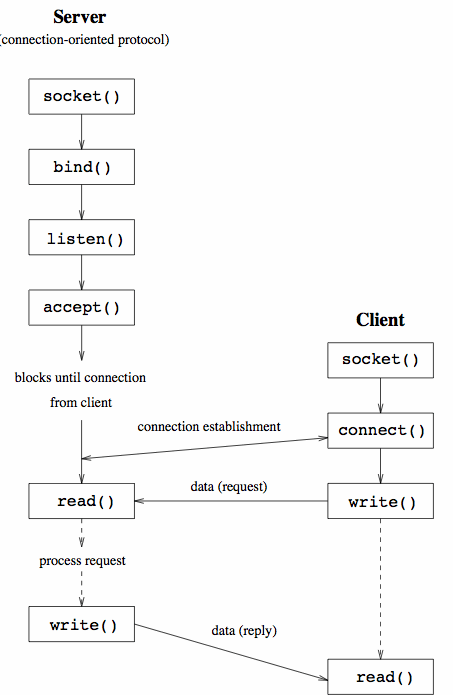 Server
(connection-oriented protocol)
socket()
bind()
listen()
accept()
blocks until connection
from client
Client
socket()
connect()
connection establishment
read()
data (request)
write()
process request
write()
data (reply)
read()